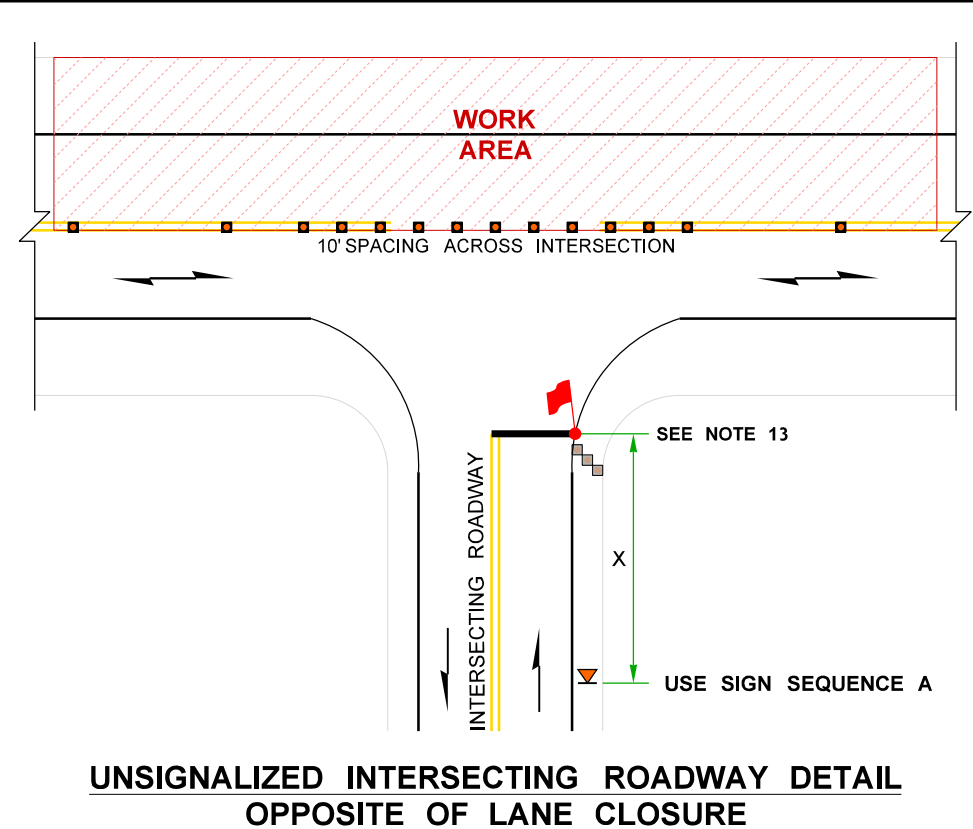 WORK
AREA
10' SPACING ACROSS INTERSECTION
SEE NOTE 13
INTERSECTING ROADWAY
X
USE SIGN SEQUENCE A
UNSIGNALIZED INTERSECTING ROADWAY DETAIL
OPPOSITE OF LANE CLOSURE